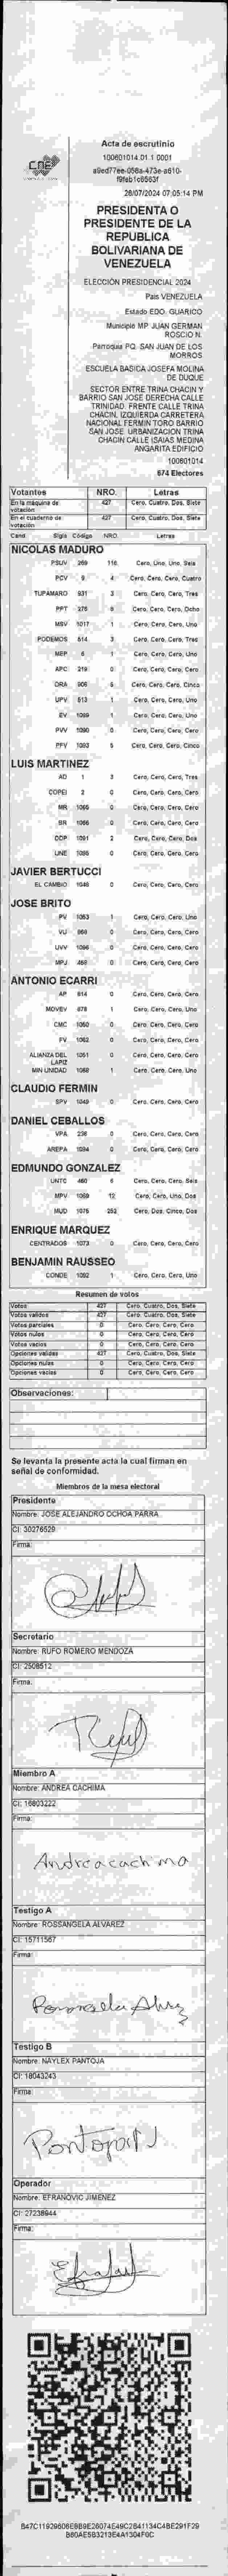 CNE
Acta de escrutinio
100601014.01.1.0001
28/07/2024 07:05:14 PM
PRESIDENTA O
PRESIDENTE DE LA
REPUBLICA
BOLIVARIANA DE
VENEZUELA
ELECCIÓN PRESIDENCIAL 2024
Pais VENEZUELA
Estado EDO. GUARICO
Municipio MP. JUAN GERMAN
ROSCIO N.
Parroquia PQ. SAN JUAN DE LOS
MORROS
ESCUELA BASICA JOSEFA MOLINA
DE DUQUE
SECTOR ENTRE TRINA CHACIN Y
BARRIO SAN JOSE DERECHA CALLE
TRINIDAD. FRENTE CALLE TRINA
CHACIN. IZQUIERDA CARRETERA
NACIONAL FERMIN TORO BARRIO
SAN JOSE URBANIZACION TRINA
CHACIN CALLE ISAIAS MEDINA
ANGARITA EDIFICIO
100601014
674 Electores
Votantes NRO. Letras
En la máquina de votación 427 Cero, Cuatro, Dos, Siete
En el cuaderno de votación 427 Cero, Cuatro, Dos, Siete
Cand Sigla Código NRO. Letras
NICOLAS MADURO
PSUV 269 116 Cero, Uno, Uno, Seis
PCV 9 4 Cero, Cero, Cero, Cuatro
TUPAMARO 931 3 Cero, Cero, Cero, Tres
PPT 276 8 Cero, Cero, Cero, Ocho
MSV 1017 1 Cero, Cero, Cero, Uno
PODEMOS 614 3 Cero, Cero, Cero, Tres
MEP 6 1 Cero, Cero, Cero, Uno
APC 219 0 Cero, Cero, Cero, Cero
ORA 906 5 Cero, Cero, Cero, Cinco
UPV 513 1 Cero, Cero, Cero, Uno
EV 1089 1 Cero, Cero, Cero, Uno
PVV 1090 0 Cero, Cero, Cero, Cero
PFV 1093 5 Cero, Cero, Cero, Cinco
LUIS MARTINEZ
AD 1 3 Cero, Cero, Cero, Tres
COPEI 2 0 Cero, Cero, Cero, Cero
MR 1065 0 Cero, Cero, Cero, Cero
BR 1066 0 Cero, Cero, Cero, Cero
DDP 1091 2 Cero, Cero, Cero, Dos
UNE 1095 0 Cero, Cero, Cero, Cero
JAVIER BERTUCCI
EL CAMBIO 1048 0 Cero, Cero, Cero, Cero
JOSE BRITO
PV 1053 1 Cero, Cero, Cero, Uno
VU 868 0 Cero, Cero, Cero, Cero
UVV 1096 0 Cero, Cero, Cero, Cero
MPJ 468 0 Cero, Cero, Cero, Cero
ANTONIO ECARRI
AP 814 0 Cero, Cero, Cero, Cero
MOVEV 878 1 Cero, Cero, Cero, Uno
CMC 1050 0 Cero, Cero, Cero, Cero
FV 1062 0 Cero, Cero, Cero, Cero
ALIANZA DEL LAPIZ 1051 0 Cero, Cero, Cero, Cero
MIN UNIDAD 1068 1 Cero, Cero, Cero, Uno
CLAUDIO FERMIN
SPV 1049 0 Cero, Cero, Cero, Cero
DANIEL CEBALLOS
VPA 236 0 Cero, Cero, Cero, Cero
AREPA 1094 0 Cero, Cero, Cero, Cero
EDMUNDO GONZALEZ
UNTC 460 6 Cero, Cero, Cero, Seis
MPV 1069 12 Cero, Cero, Uno, Dos
MUD 1075 252 Cero, Dos, Cinco, Dos
ENRIQUE MARQUEZ
CENTRADOS 1073 0 Cero, Cero, Cero, Cero
BENJAMIN RAUSSEO
CONDE 1092 1 Cero, Cero, Cero, Uno
Resumen de votos
Votos 427 Cero, Cuatro, Dos, Siete
Votos validos 427 Cero, Cuatro, Dos, Siete
Votos parciales 0 Cero, Cero, Cero, Cero
Votos nulos 0 Cero, Cero, Cero, Cero
Votos vacios 0 Cero, Cero, Cero, Cero
Opciones validas 427 Cero, Cuatro, Dos, Siete
Opciones nulas 0 Cero, Cero, Cero, Cero
Opciones vacias 0 Cero, Cero, Cero, Cero
Observaciones:
Se levanta la presente acta la cual firman en
señal de conformidad.
Miembros de la mesa electoral
Presidente
Nombre: JOSE ALEJANDRO OCHOA PARRA
CI: 30276529
Firma:
Secretario
Nombre: RUFO ROMERO MENDOZA
CI: 2508512
Firma:
Miembro A
Nombre: ANDREA CACHIMA
CI: 16803222
Firma:
Andrea cachima
Testigo A
Nombre: ROSSANGELA ALVAREZ
CI: 15711567
Firma:
Testigo B
Nombre: NAYLEX PANTOJA
CI: 18043243
Firma:
Operador
Nombre: EFRANOVIC JIMENEZ
CI: 27238944
Firma: